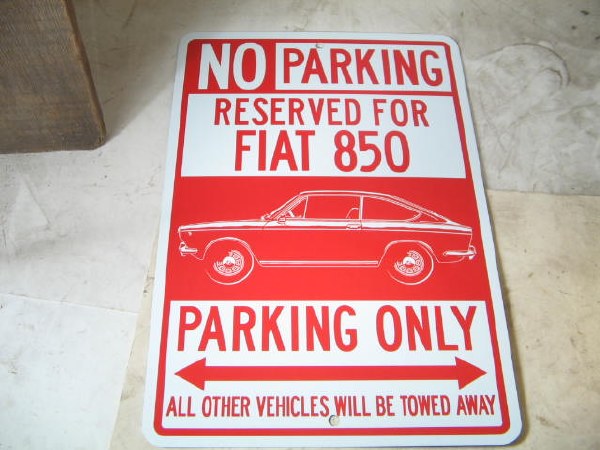 NO PARKING
RESERVED FOR
FIAT 850
PARKING ONLY
ALL OTHER VEHICLES WILL BE TOWED AWAY